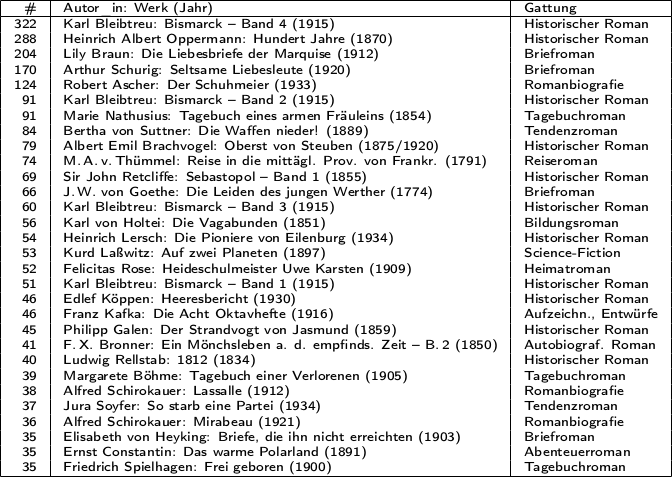 # Autor_in: Werk (Jahr) Gattung
322 Karl Bleibtreu: Bismarck – Band 4 (1915) Historischer Roman
288 Heinrich Albert Oppermann: Hundert Jahre (1870) Historischer Roman
204 Lily Braun: Die Liebesbriefe der Marquise (1912) Briefroman
170 Arthur Schurig: Seltsame Liebesleute (1920) Briefroman
124 Robert Ascher: Der Schuhmeier (1933) Romanbiografie
91 Karl Bleibtreu: Bismarck – Band 2 (1915) Historischer Roman
91 Marie Nathusius: Tagebuch eines armen Fräuleins (1854) Tagebuchroman
84 Bertha von Suttner: Die Waffen nieder! (1889) Tendenzroman
79 Albert Emil Brachvogel: Oberst von Steuben (1875/1920) Historischer Roman
74 M. A. v. Thümmel: Reise in die mittägl. Prov. von Frankr. (1791) Reiseroman
69 Sir John Retcliffe: Sebastopol – Band 1 (1855) Historischer Roman
66 J. W. von Goethe: Die Leiden des jungen Werther (1774) Briefroman
60 Karl Bleibtreu: Bismarck – Band 3 (1915) Historischer Roman
56 Karl von Holtei: Die Vagabunden (1851) Bildungsroman
54 Heinrich Lersch: Die Pioniere von Eilenburg (1934) Historischer Roman
53 Kurd Laßwitz: Auf zwei Planeten (1897) Science-Fiction
52 Felicitas Rose: Heideschulmeister Uwe Karsten (1909) Heimatroman
51 Karl Bleibtreu: Bismarck – Band 1 (1915) Historischer Roman
46 Edlef Köppen: Heeresbericht (1930) Historischer Roman
46 Franz Kafka: Die Acht Oktavhefte (1916) Aufzeichn., Entwürfe
45 Philipp Galen: Der Strandvogt von Jasmund (1859) Historischer Roman
41 F. X. Bronner: Ein Mönchsleben a. d. empfinds. Zeit – B. 2 (1850) Autobiograf. Roman
40 Ludwig Rellstab: 1812 (1834) Historischer Roman
39 Margarete Böhme: Tagebuch einer Verlorenen (1905) Tagebuchroman
38 Alfred Schirokauer: Lassalle (1912) Romanbiografie
37 Jura Soyfer: So starb eine Partei (1934) Tendenzroman
36 Alfred Schirokauer: Mirabeau (1921) Romanbiografie
35 Elisabeth von Heyking: Briefe, die ihn nicht erreichten (1903) Briefroman
35 Ernst Constantin: Das warme Polarland (1891) Abenteuerroman
35 Friedrich Spielhagen: Frei geboren (1900) Tagebuchroman